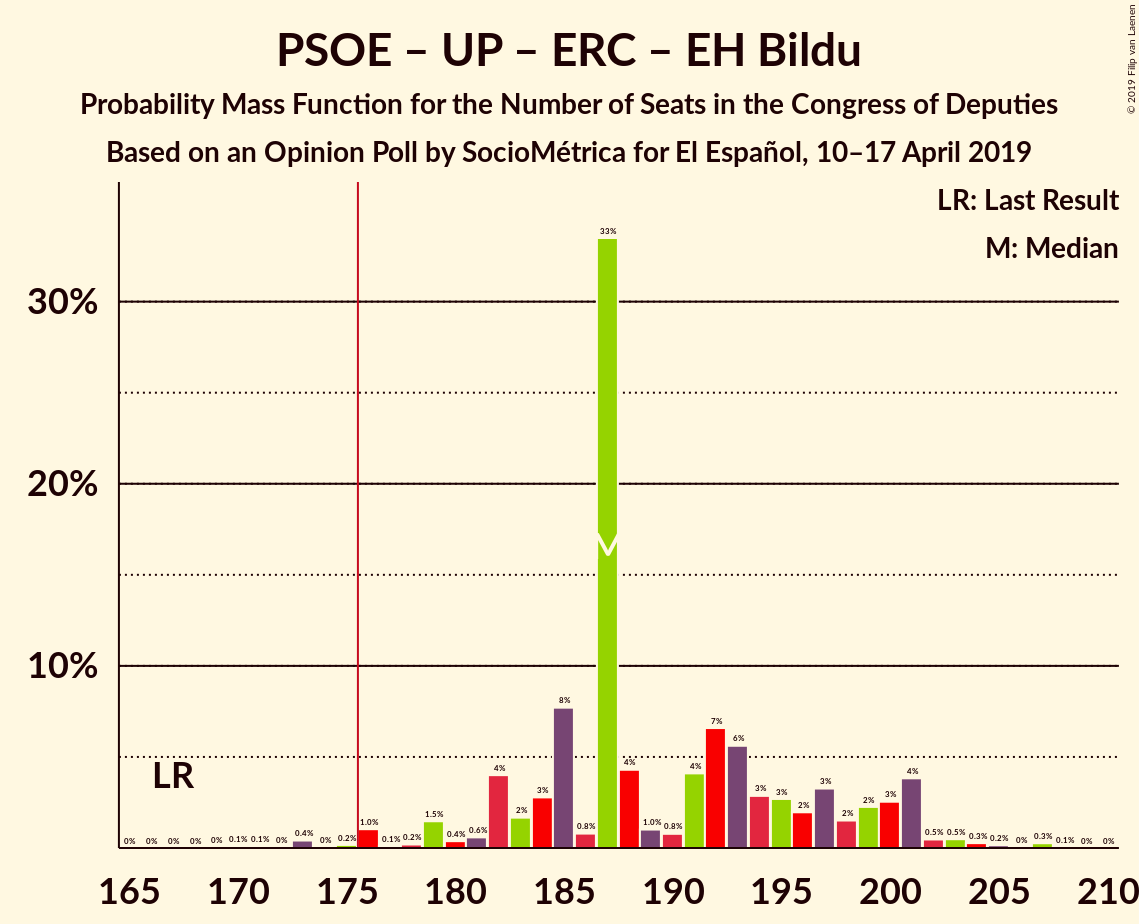 PSOE – UP – ERC – EH Bildu
Probability Mass Function for the Number of Seats in the Congress of Deputies
Based on an Opinion Poll by SocioMétrica for El Español, 10–17 April 2019
© 2019 Filip van Laenen
LR: Last Result
M: Median
30%
20%
10%
LR
M
0% 0% 0% 0% 0% 0.1% 0.1% 0% 0.4% 0% 0.2% 1.0% 0.1% 0.2% 1.5% 0.4% 0.6% 4% 2% 3% 8% 0.8% 33% 4% 1.0% 0.8% 4% 7% 6% 3% 3% 2% 3% 2% 2% 3% 4% 0.5% 0.5% 0.3% 0.2% 0% 0.3% 0.1% 0% 0%
165 170 175 180 185 190 195 200 205 210